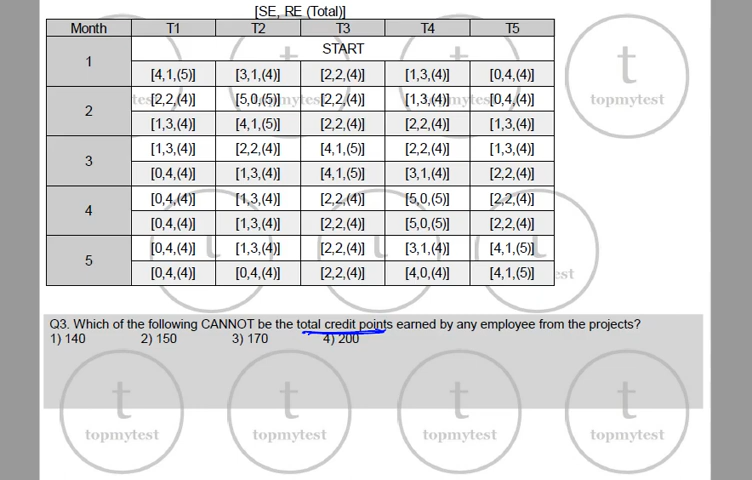 [SE, RE (Total)]
Month T1 T2 T3 T4 T5
1 START
[4,1,(5)] [3,1,(4)] [2,2,(4)] [1,3,(4)] [0,4,(4)]
2 [2,2,(4)] [5,0,(5)] [2,2,(4)] [1,3,(4)] [0,4,(4)]
[1,3,(4)] [4,1,(5)] [2,2,(4)] [2,2,(4)] [1,3,(4)]
3 [1,3,(4)] [2,2,(4)] [4,1,(5)] [2,2,(4)] [1,3,(4)]
[0,4,(4)] [1,3,(4)] [4,1,(5)] [3,1,(4)] [2,2,(4)]
4 [0,4,(4)] [1,3,(4)] [2,2,(4)] [5,0,(5)] [2,2,(4)]
[0,4,(4)] [1,3,(4)] [2,2,(4)] [5,0,(5)] [2,2,(4)]
5 [0,4,(4)] [1,3,(4)] [2,2,(4)] [3,1,(4)] [4,1,(5)]
[0,4,(4)] [0,4,(4)] [2,2,(4)] [4,0,(4)] [4,1,(5)]
Q3. Which of the following CANNOT be the total credit points earned by any employee from the projects?
1) 140 2) 150 3) 170 4) 200
t
topmytest
t t t t
topmytest topmytest topmytest topmytest